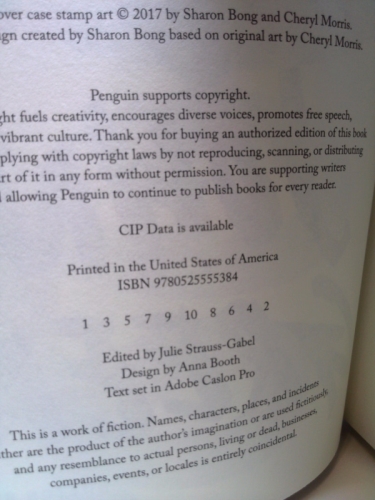 over case stamp art © 2017 by Sharon Bong and Cheryl Morris.
gn created by Sharon Bong based on original art by Cheryl Morris.
Penguin supports copyright.
ght fuels creativity, encourages diverse voices, promotes free speech,
vibrant culture. Thank you for buying an authorized edition of this book
plying with copyright laws by not reproducing, scanning, or distributing
rt of it in any form without permission. You are supporting writers
allowing Penguin to continue to publish books for every reader.
CIP Data is available
Printed in the United States of America
ISBN 9780525555384
1 3 5 7 9 10 8 6 4 2
Edited by Julie Strauss-Gabel
Design by Anna Booth
Text set in Adobe Caslon Pro
This is a work of fiction. Names, characters, places, and incidents
ther are the product of the author's imagination or are used fictitiously,
and any resemblance to actual persons, living or dead, businesses,
companies, events, or locales is entirely coincidental.